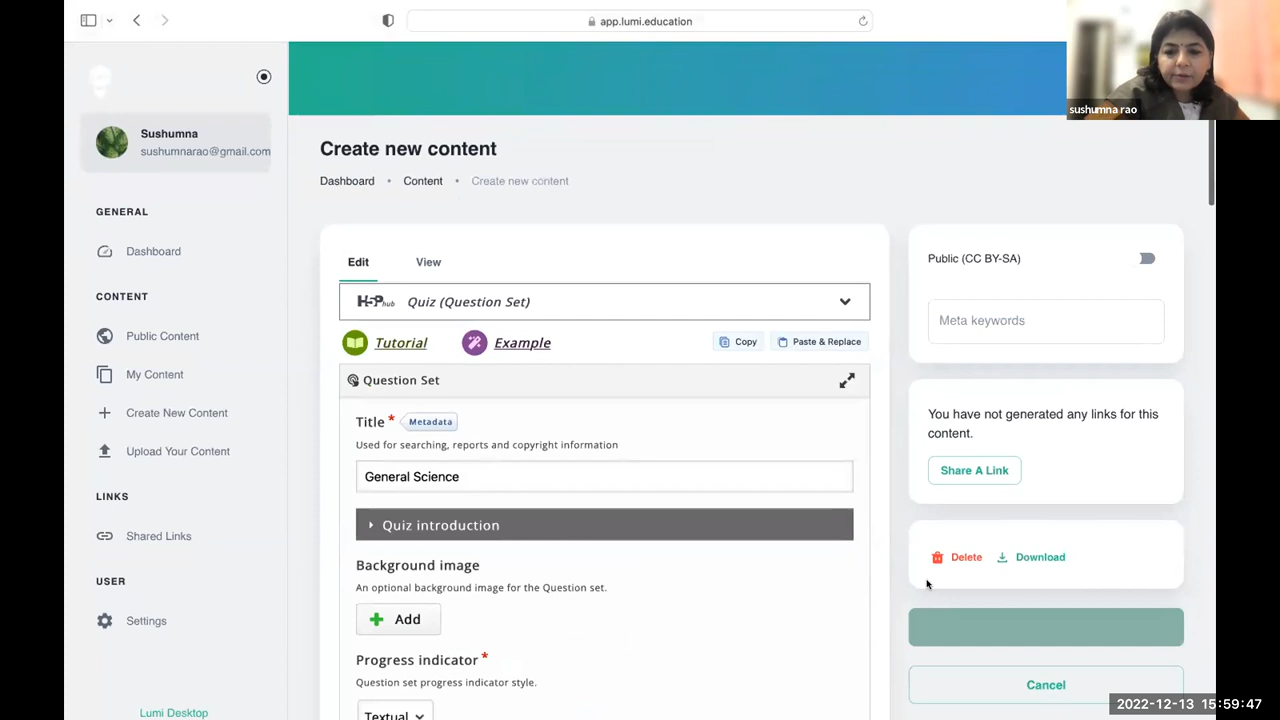 app.lumi.education
sushumna rao
Sushumna
sushumnarao@gmail.com
GENERAL
Dashboard
CONTENT
Public Content
My Content
Create New Content
Upload Your Content
LINKS
Shared Links
USER
Settings
Lumi Desktop
Create new content
Dashboard • Content • Create new content
Edit View
H5P hub Quiz (Question Set)
Tutorial Example Copy Paste & Replace
Question Set
Title * Metadata
Used for searching, reports and copyright information
General Science
Quiz introduction
Background image
An optional background image for the Question set.
Add
Progress indicator *
Question set progress indicator style.
Textual
Public (CC BY-SA)
Meta keywords
You have not generated any links for this
content.
Share A Link
Delete Download
Cancel
2022-12-13 15:59:47